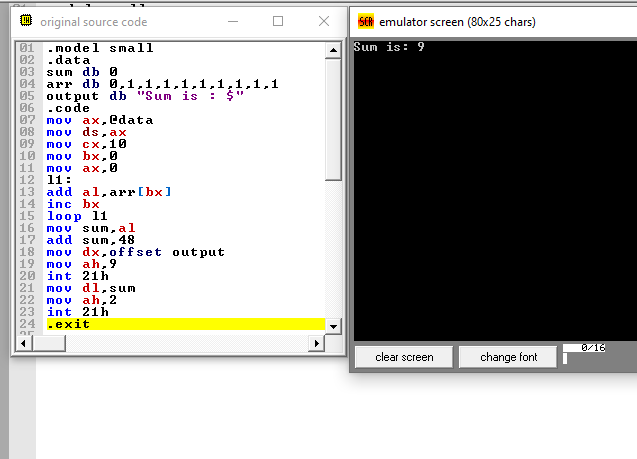 original source code
01 .model small
02 .data
03 sum db 0
04 arr db 0,1,1,1,1,1,1,1,1,1
05 output db "Sum is : $"
06 .code
07 mov ax,@data
08 mov ds,ax
09 mov cx,10
10 mov bx,0
11 mov ax,0
12 l1:
13 add al,arr[bx]
14 inc bx
15 loop l1
16 mov sum,al
17 add sum,48
18 mov dx,offset output
19 mov ah,9
20 int 21h
21 mov dl,sum
22 mov ah,2
23 int 21h
24 .exit
SCR emulator screen (80x25 chars)
Sum is: 9
clear screen
change font
0/16